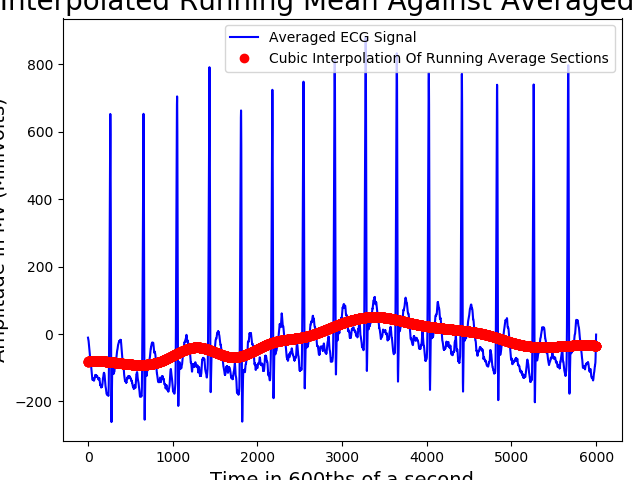 Interpolated Running Mean Against Averaged
Averaged ECG Signal
Cubic Interpolation Of Running Average Sections
Amplitude in MV (Millivolts)
800
600
400
200
0
−200
0 1000 2000 3000 4000 5000 6000
Time in 600ths of a second